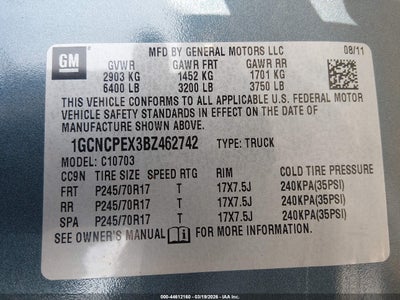 GM
MFD BY GENERAL MOTORS LLC 08/11
GVWR GAWR FRT GAWR RR
2903 KG 1452 KG 1701 KG
6400 LB 3200 LB 3750 LB
THIS VEHICLE CONFORMS TO ALL APPLICABLE U.S. FEDERAL MOTOR
VEHICLE SAFETY STANDARDS IN EFFECT ON THE DATE OF
MANUFACTURE SHOWN ABOVE.
1GCNCPEX3BZ462742 TYPE: TRUCK
MODEL: C10703
CC9N TIRE SIZE SPEED RTG RIM COLD TIRE PRESSURE
FRT P245/70R17 T 17X7.5J 240KPA(35PSI)
RR P245/70R17 T 17X7.5J 240KPA(35PSI)
SPA P245/70R17 T 17X7.5J 240KPA(35PSI)
SEE OWNER'S MANUAL FOR MORE INFORMATION
000-44612160 - 03/19/2026 - IAA Inc.